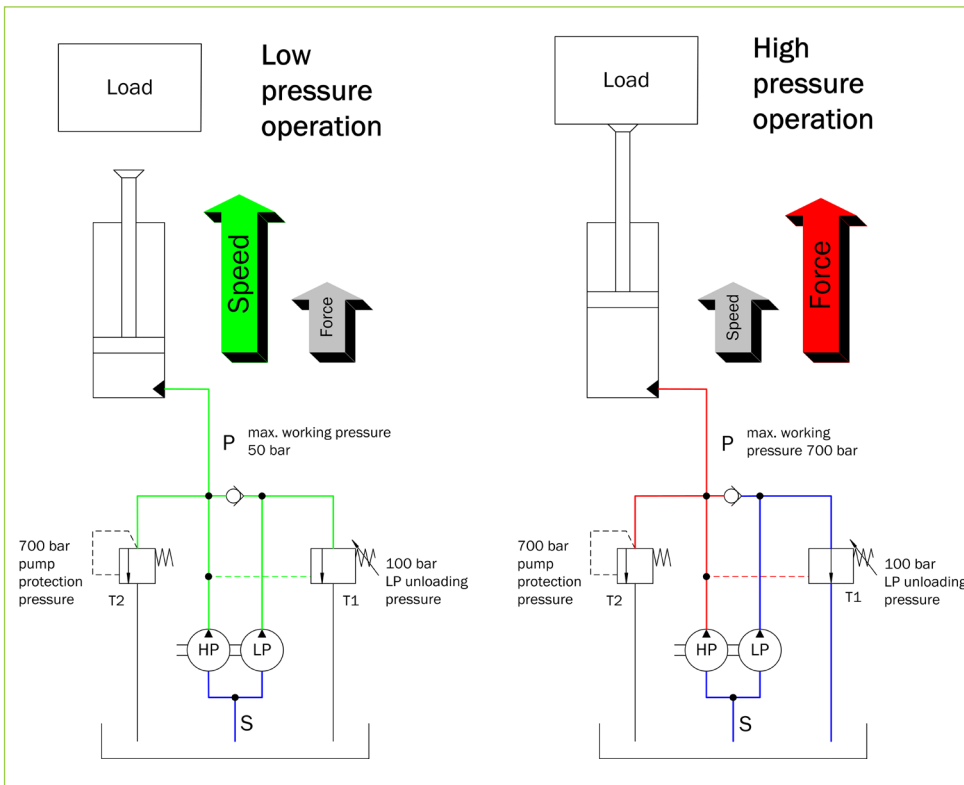 Load
Low
pressure
operation
Speed
Force
P
max. working pressure
50 bar
700 bar
pump
protection
pressure
T2
100 bar
LP unloading
pressure
T1
HP
LP
S
Load
High
pressure
operation
Speed
Force
P
max. working
pressure 700 bar
700 bar
pump
protection
pressure
T2
100 bar
LP unloading
pressure
T1
HP
LP
S